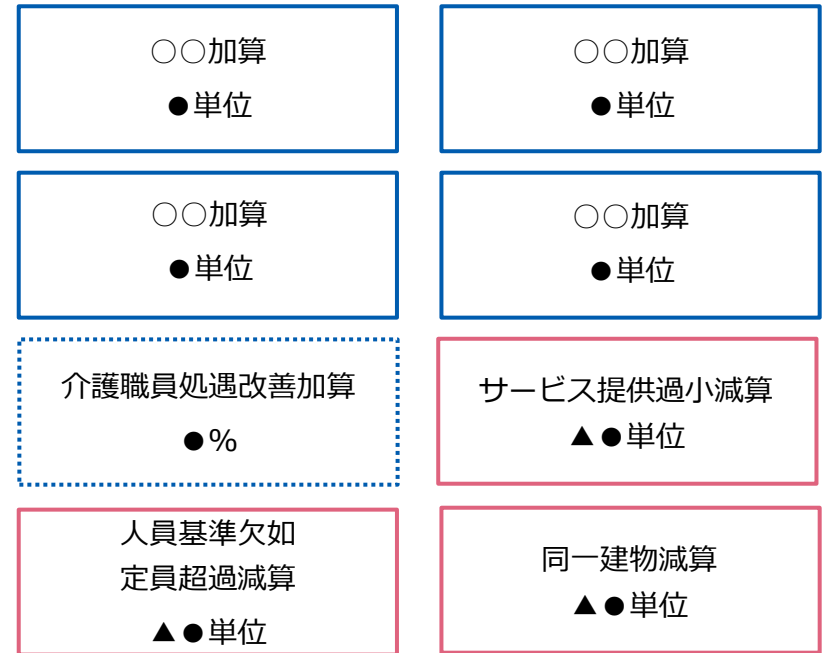 ○○加算
●単位
○○加算
●単位
○○加算
●単位
○○加算
●単位
介護職員処遇改善加算
●%
サービス提供過小減算
▲●単位
人員基準欠如
定員超過減算
▲●単位
同一建物減算
▲●単位